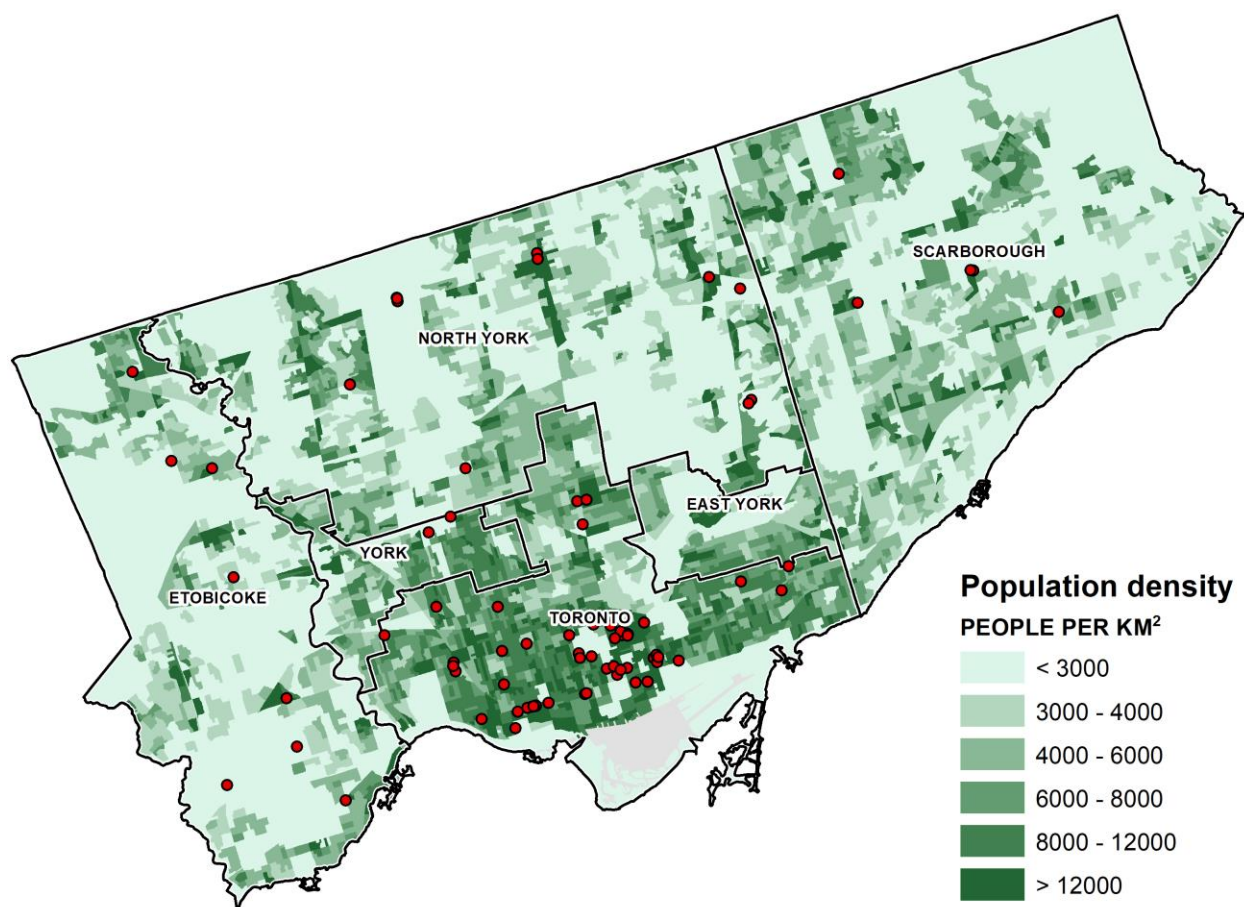 SCARBOROUGH
NORTH YORK
EAST YORK
YORK
ETOBICOKE
TORONTO
Population density
PEOPLE PER KM²
< 3000
3000 - 4000
4000 - 6000
6000 - 8000
8000 - 12000
> 12000